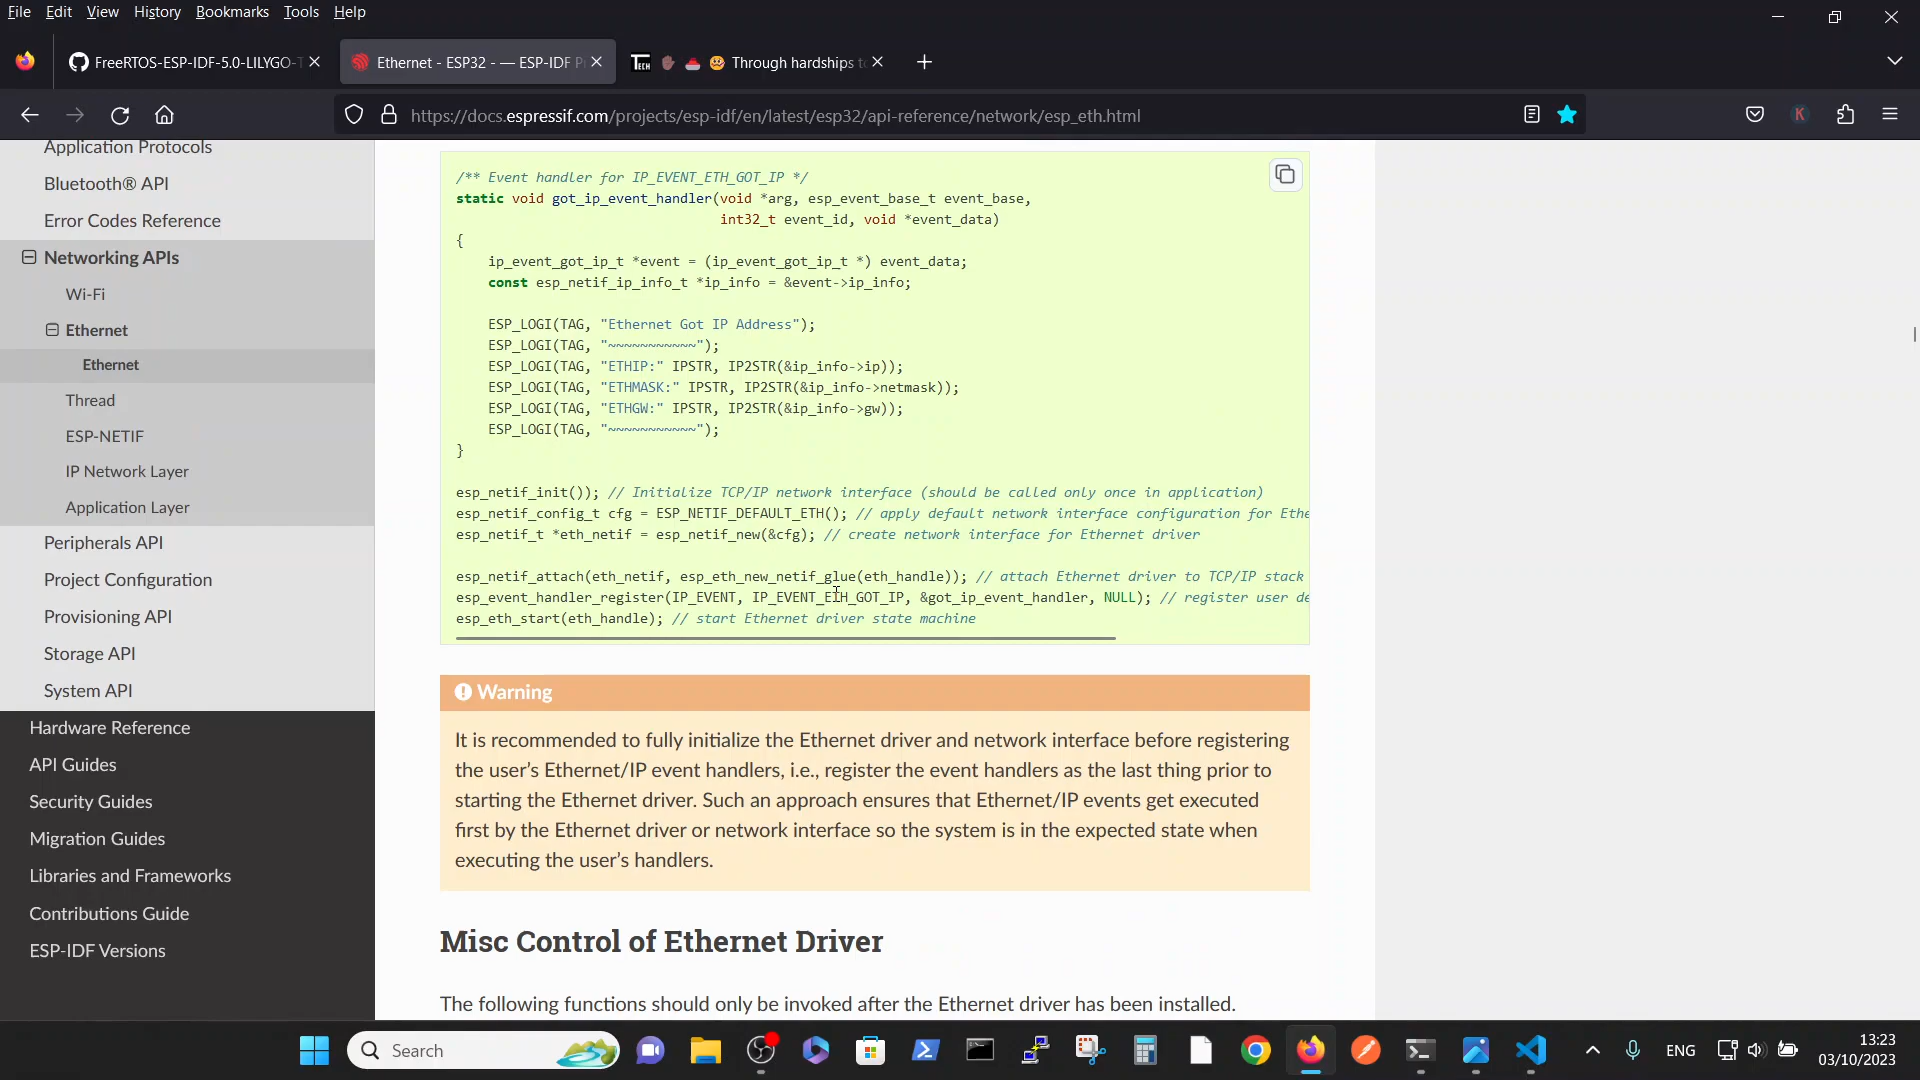 File Edit View History Bookmarks Tools Help
FreeRTOS-ESP-IDF-5.0-LILYGO-T
Ethernet - ESP32 - — ESP-IDF P
TECH
Through hardships t
https://docs.espressif.com/projects/esp-idf/en/latest/esp32/api-reference/network/esp_eth.html
K
Application Protocols
Bluetooth® API
Error Codes Reference
Networking APIs
Wi-Fi
Ethernet
Ethernet
Thread
ESP-NETIF
IP Network Layer
Application Layer
Peripherals API
Project Configuration
Provisioning API
Storage API
System API
Hardware Reference
API Guides
Security Guides
Migration Guides
Libraries and Frameworks
Contributions Guide
ESP-IDF Versions
/** Event handler for IP_EVENT_ETH_GOT_IP */
static void got_ip_event_handler(void *arg, esp_event_base_t event_base,
int32_t event_id, void *event_data)
{
ip_event_got_ip_t *event = (ip_event_got_ip_t *) event_data;
const esp_netif_ip_info_t *ip_info = &event->ip_info;
ESP_LOGI(TAG, "Ethernet Got IP Address");
ESP_LOGI(TAG, "~~~~~~~~~~~");
ESP_LOGI(TAG, "ETHIP:" IPSTR, IP2STR(&ip_info->ip));
ESP_LOGI(TAG, "ETHMASK:" IPSTR, IP2STR(&ip_info->netmask));
ESP_LOGI(TAG, "ETHGW:" IPSTR, IP2STR(&ip_info->gw));
ESP_LOGI(TAG, "~~~~~~~~~~~");
}
esp_netif_init()); // Initialize TCP/IP network interface (should be called only once in application)
esp_netif_config_t cfg = ESP_NETIF_DEFAULT_ETH(); // apply default network interface configuration for Ethe
esp_netif_t *eth_netif = esp_netif_new(&cfg); // create network interface for Ethernet driver
esp_netif_attach(eth_netif, esp_eth_new_netif_glue(eth_handle)); // attach Ethernet driver to TCP/IP stack
esp_event_handler_register(IP_EVENT, IP_EVENT_ETH_GOT_IP, &got_ip_event_handler, NULL); // register user de
esp_eth_start(eth_handle); // start Ethernet driver state machine
Warning
It is recommended to fully initialize the Ethernet driver and network interface before registering
the user's Ethernet/IP event handlers, i.e., register the event handlers as the last thing prior to
starting the Ethernet driver. Such an approach ensures that Ethernet/IP events get executed
first by the Ethernet driver or network interface so the system is in the expected state when
executing the user's handlers.
Misc Control of Ethernet Driver
The following functions should only be invoked after the Ethernet driver has been installed.
Search
ENG
13:23
03/10/2023